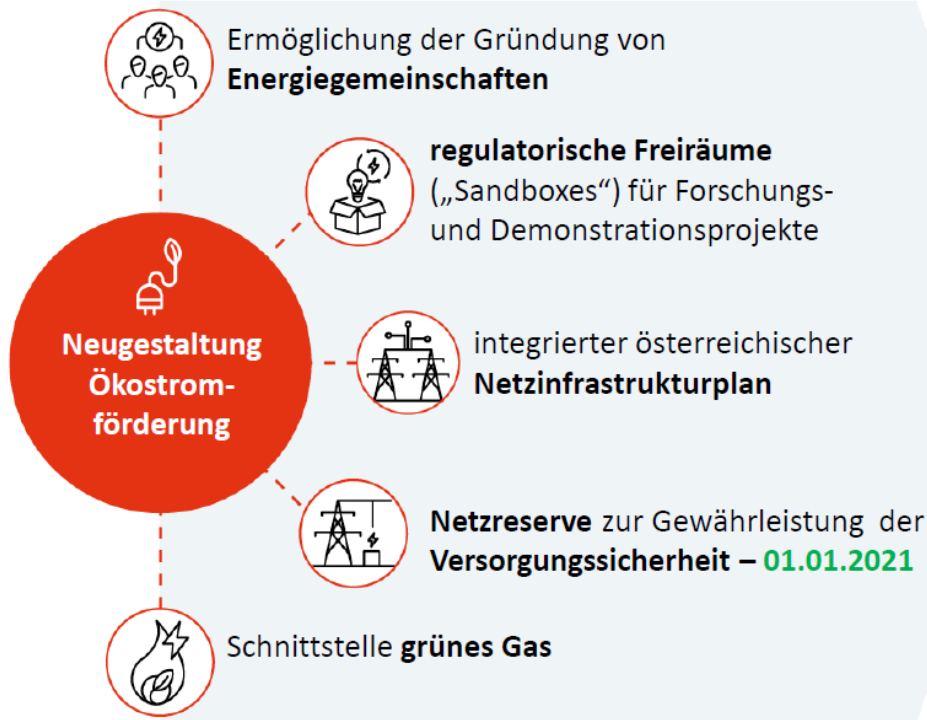 Ermöglichung der Gründung von
Energiegemeinschaften
regulatorische Freiräume
(„Sandboxes“) für Forschungs-
und Demonstrationsprojekte
Neugestaltung
Ökostrom-
förderung
integrierter österreichischer
Netzinfrastrukturplan
Netzreserve zur Gewährleistung der
Versorgungssicherheit – 01.01.2021
Schnittstelle grünes Gas